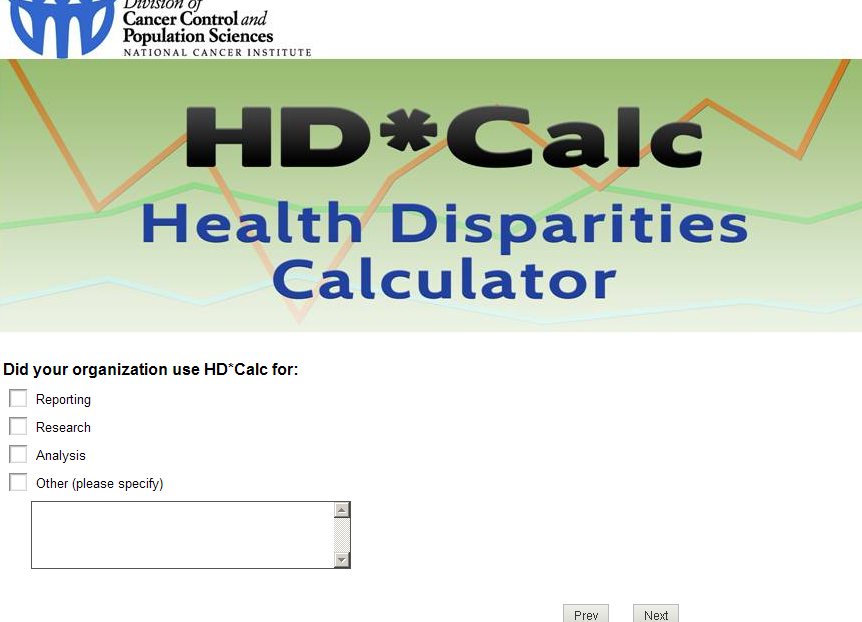 Division of
Cancer Control and
Population Sciences
NATIONAL CANCER INSTITUTE
HD*Calc
Health Disparities
Calculator
Did your organization use HD*Calc for:
Reporting
Research
Analysis
Other (please specify)
Prev Next